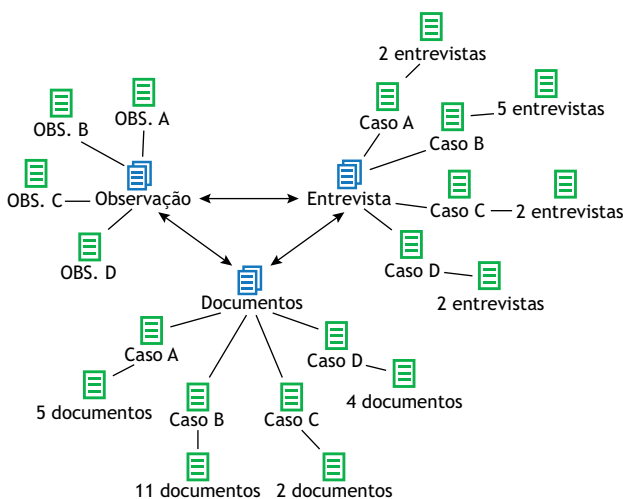 2 entrevistas
OBS. A
OBS. B
Caso A
5 entrevistas
Caso B
OBS. C
Observação
Entrevista
Caso C
2 entrevistas
OBS. D
Caso D
2 entrevistas
Documentos
Caso A
Caso D
5 documentos
Caso B
Caso C
4 documentos
11 documentos
2 documentos